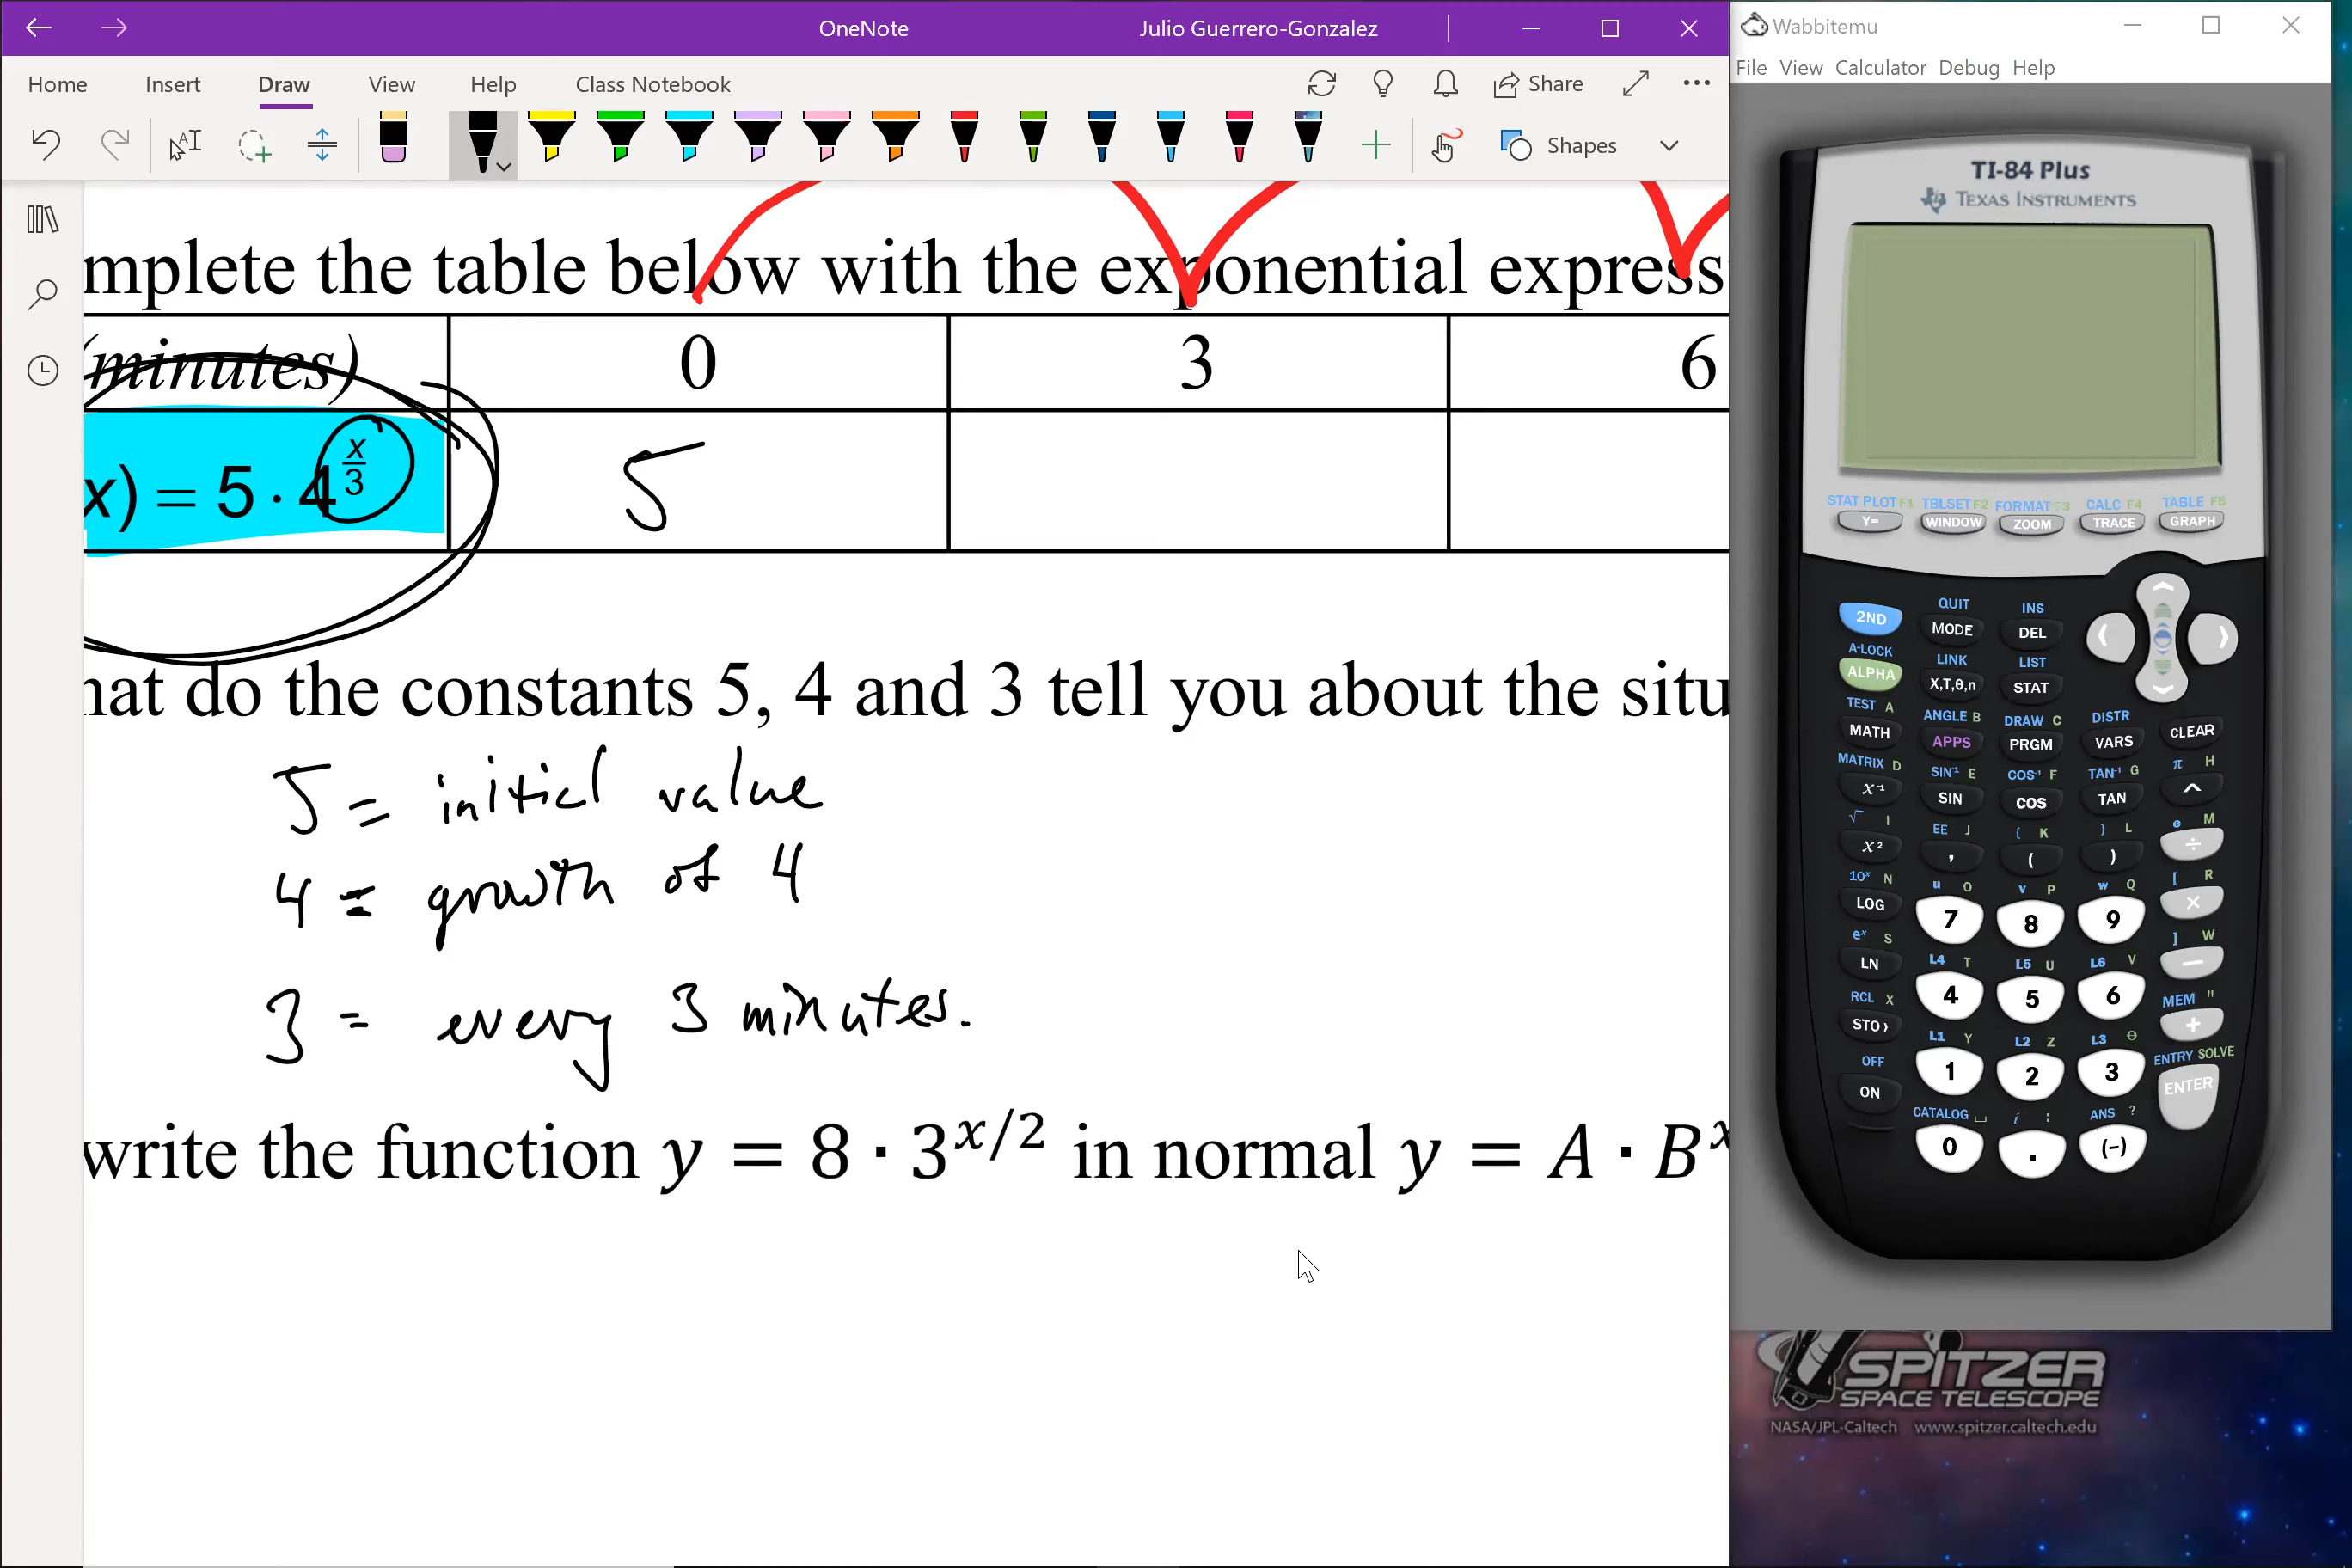 OneNote
Julio Guerrero-Gonzalez
Home Insert Draw View Help Class Notebook Share
Shapes
mplete the table below with the exponential express
(minutes) 0 3 6
x) = 5 · 4^(x/3) 5
hat do the constants 5, 4 and 3 tell you about the situ
5 = initial value
4 = growth of 4
3 = every 3 minutes.
write the function y = 8 · 3^(x/2) in normal y = A · B^x
Wabbitemu
File View Calculator Debug Help
TI-84 Plus
TEXAS INSTRUMENTS
STAT PLOT F1 TBLSET F2 FORMAT F3 CALC F4 TABLE F5
Y= WINDOW ZOOM TRACE GRAPH
QUIT INS
2ND MODE DEL
A-LOCK LINK LIST
ALPHA X,T,θ,n STAT
TEST A ANGLE B DRAW C DISTR
MATH APPS PRGM VARS CLEAR
MATRIX D SIN⁻¹ E COS⁻¹ F TAN⁻¹ G π H
x⁻¹ SIN COS TAN ^
√ I EE J { K } L e M
x² , ( ) ÷
10ˣ N u O v P w Q [ R
LOG 7 8 9 ×
eˣ S L4 T L5 U L6 V ] W
LN 4 5 6 −
RCL X L1 Y L2 Z L3 θ MEM "
STO› 1 2 3 +
OFF CATALOG ⎵ i : ANS ? ENTRY SOLVE
ON 0 . (-) ENTER
SPITZER
SPACE TELESCOPE
NASA/JPL-Caltech www.spitzer.caltech.edu